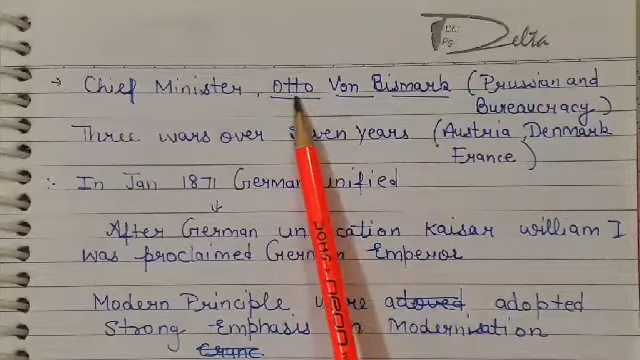 Dt.:
Pg.:
Delta
→ Chief Minister, Otto Von Bismark (Prussian and
Bureaucracy)
Three wars over Seven years (Austria Denmark
France)
In Jan 1871 German unified
↓
After German unification Kaisar william I
was proclaimed German Emperor
Modern Principle were adopted
Strong Emphasis on Modernisation